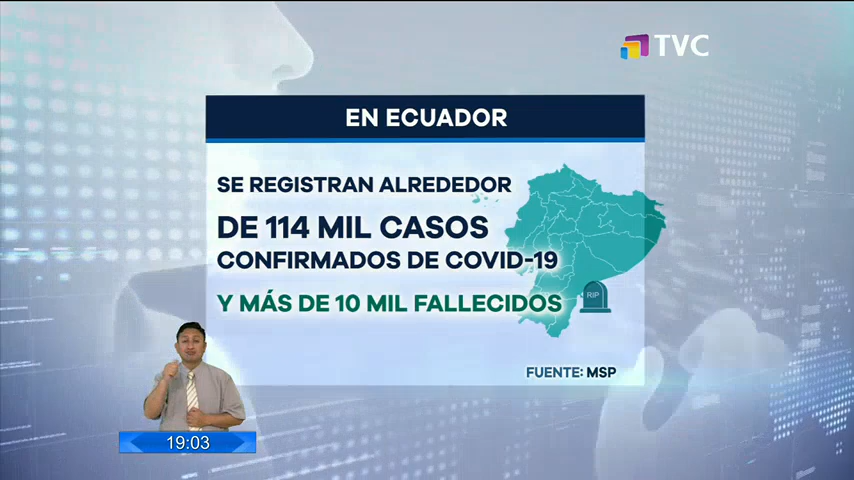 TVC
EN ECUADOR
SE REGISTRAN ALREDEDOR
DE 114 MIL CASOS
CONFIRMADOS DE COVID-19
Y MÁS DE 10 MIL FALLECIDOS
RIP
FUENTE: MSP
19:03